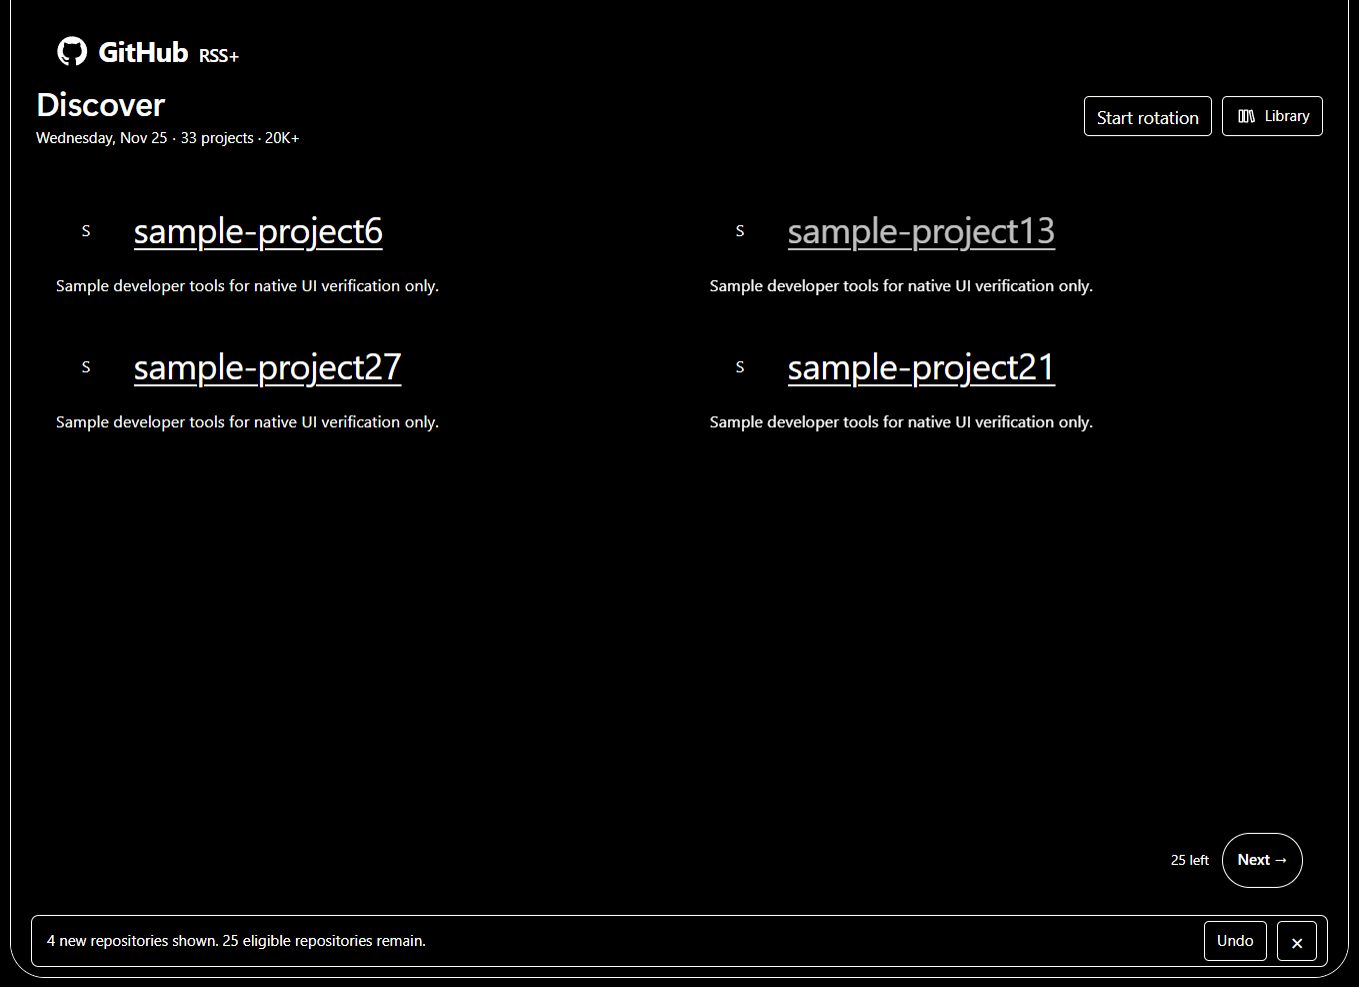 GitHub RSS+
Discover
Wednesday, Nov 25 · 33 projects · 20K+
Start rotation
Library
S sample-project6
Sample developer tools for native UI verification only.
S sample-project13
Sample developer tools for native UI verification only.
S sample-project27
Sample developer tools for native UI verification only.
S sample-project21
Sample developer tools for native UI verification only.
25 left
Next →
4 new repositories shown. 25 eligible repositories remain.
Undo
×